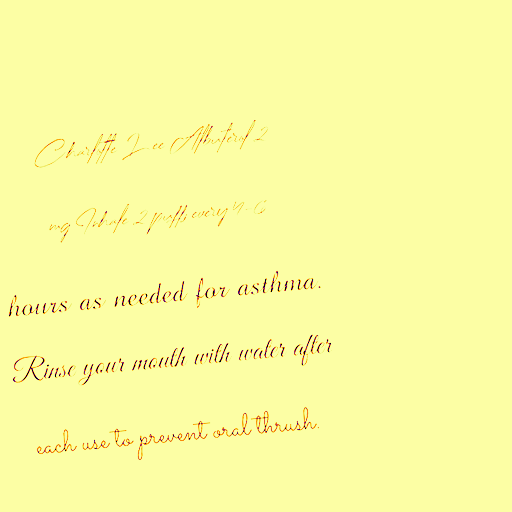 Charlotte Lee Albuterol 2
mg Inhale 2 puffs every 4-6
hours as needed for asthma.
Rinse your mouth with water after
each use to prevent oral thrush.